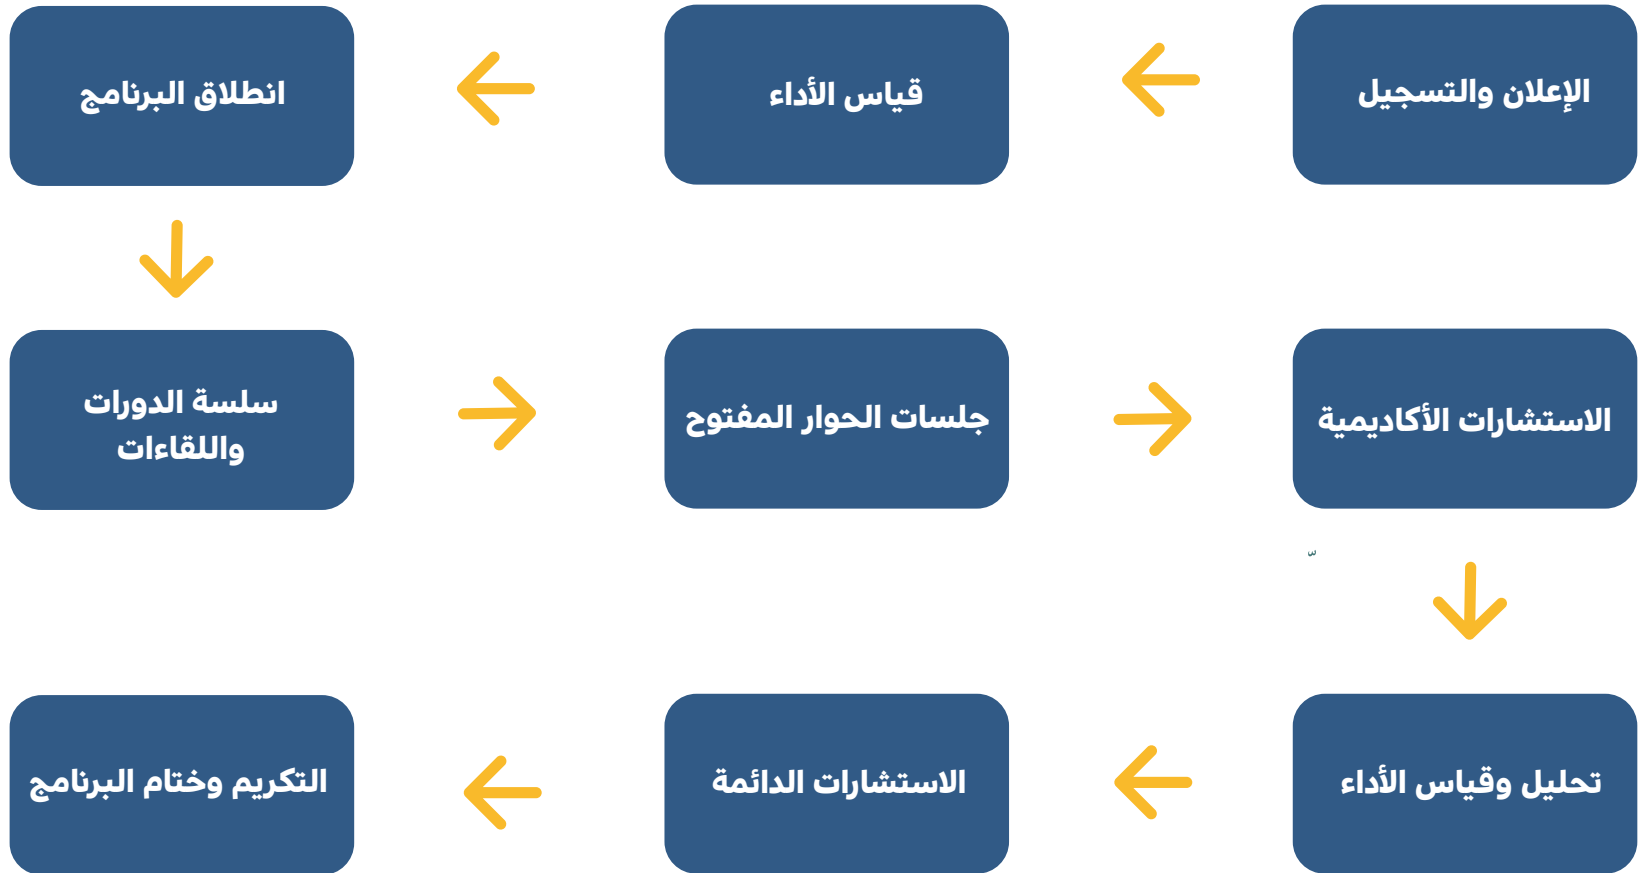 الإعلان والتسجيل
قياس الأداء
انطلاق البرنامج
سلسة الدورات
واللقاءات
جلسات الحوار المفتوح
الاستشارات الأكاديمية
تحليل وقياس الأداء
الاستشارات الدائمة
التكريم وختام البرنامج